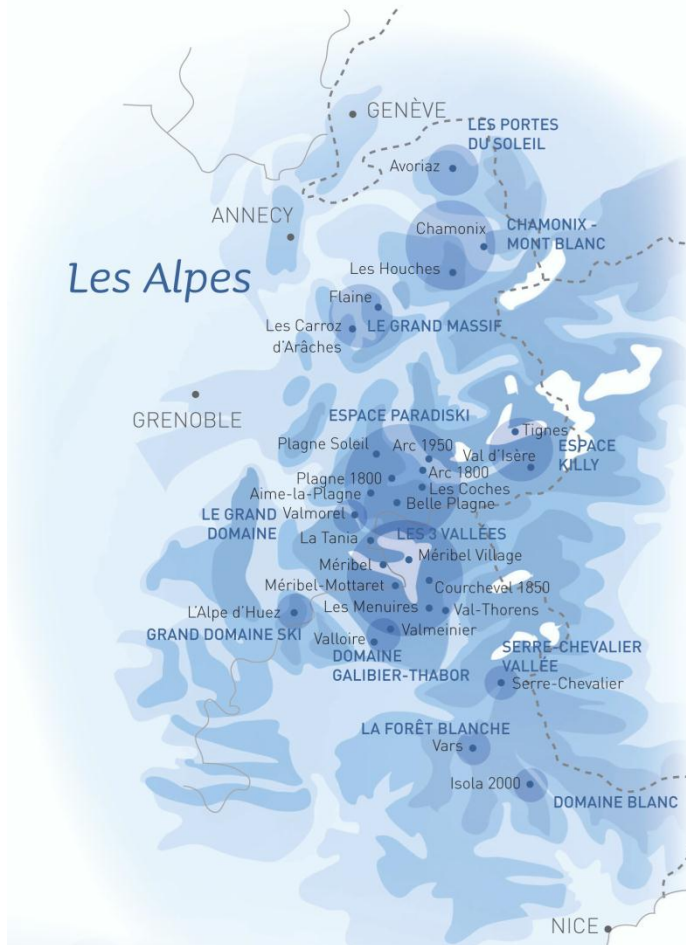 GENÈVE
LES PORTES
DU SOLEIL
Avoriaz
ANNECY
Chamonix
CHAMONIX -
MONT BLANC
Les Alpes
Les Houches
Flaine
Les Carroz
d'Arâches
LE GRAND MASSIF
GRENOBLE
ESPACE PARADISKI
Tignes
Plagne Soleil
Arc 1950
Val d'Isère
ESPACE
KILLY
Plagne 1800
Arc 1800
Aime-la-Plagne
Les Coches
Belle Plagne
LE GRAND
DOMAINE
Valmorel
La Tania
LES 3 VALLÉES
Méribel
Méribel Village
Méribel-Mottaret
Courchevel 1850
L'Alpe d'Huez
Les Menuires
Val-Thorens
GRAND DOMAINE SKI
Valloire
Valmeinier
DOMAINE
GALIBIER-THABOR
SERRE-CHEVALIER
VALLÉE
Serre-Chevalier
LA FORÊT BLANCHE
Vars
Isola 2000
DOMAINE BLANC
NICE